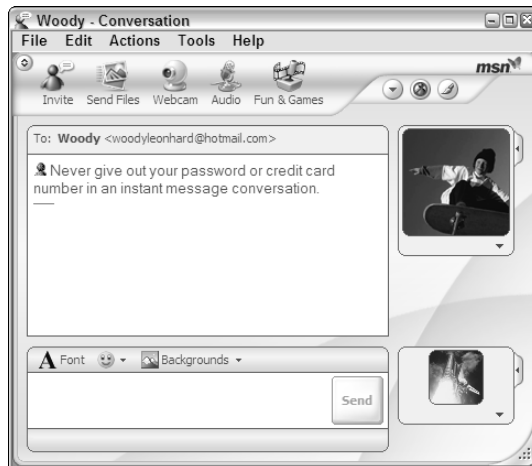 Woody - Conversation
File Edit Actions Tools Help
msn
Invite Send Files Webcam Audio Fun & Games
To: Woody <woodyleonhard@hotmail.com>
Never give out your password or credit card
number in an instant message conversation.
A Font Backgrounds
Send